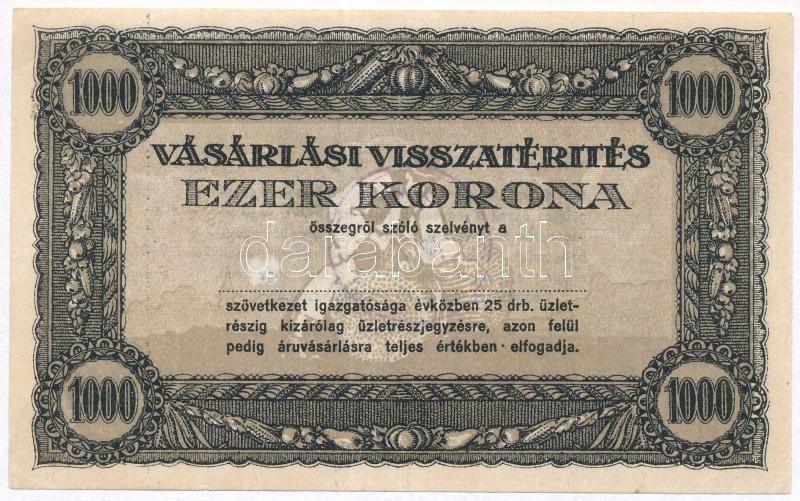 1000 1000
VÁSÁRLÁSI VISSZATÉRITÉS
EZER KORONA
összegről szóló szelvényt a
darabanth
szövetkezet igazgatósága évközben 25 drb. üzlet-
részig kizárólag üzletrészjegyzésre, azon felül
pedig áruvásárlásra teljes értékben elfogadja.
1000 1000